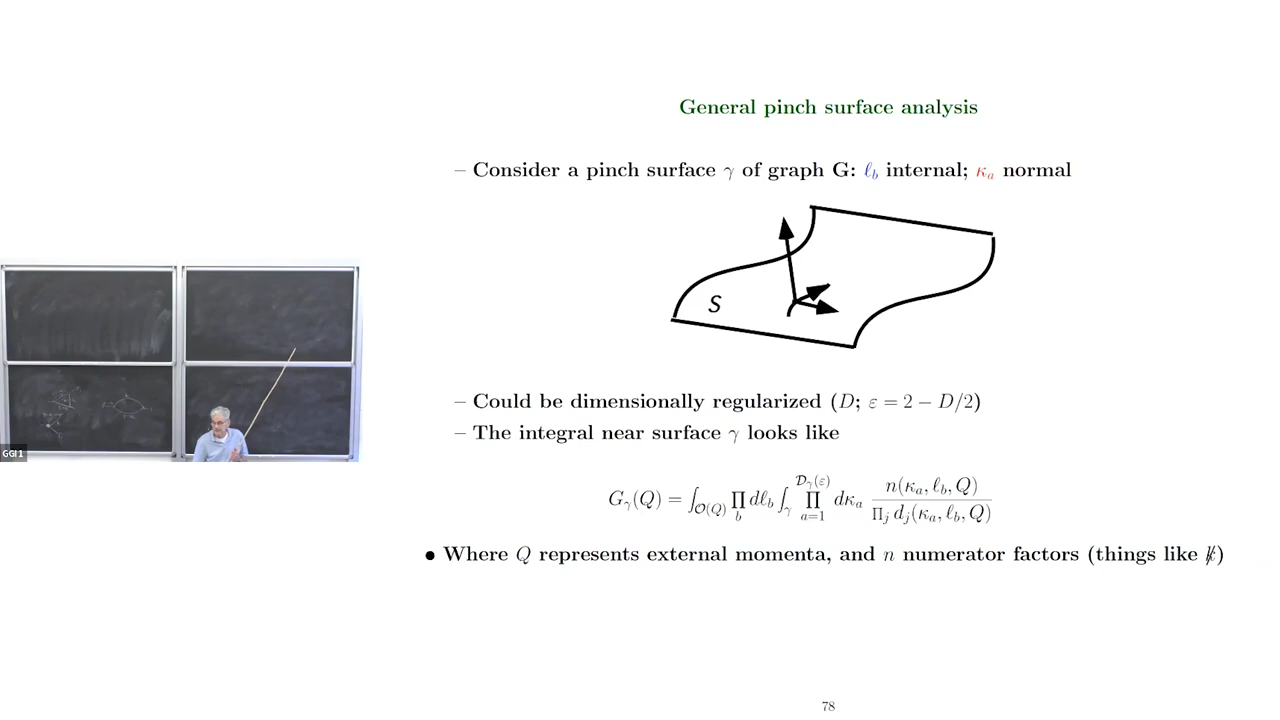 General pinch surface analysis
– Consider a pinch surface γ of graph G: ℓ_b internal; κ_a normal
S
– Could be dimensionally regularized (D; ε = 2 − D/2)
– The integral near surface γ looks like
G_γ(Q) = ∫_{𝒪(Q)} ∏_b dℓ_b ∫_γ ∏_{a=1}^{𝒟_γ(ε)} dκ_a n(κ_a, ℓ_b, Q) / ∏_j d_j(κ_a, ℓ_b, Q)
• Where Q represents external momenta, and n numerator factors (things like k̸)
GGI1
78